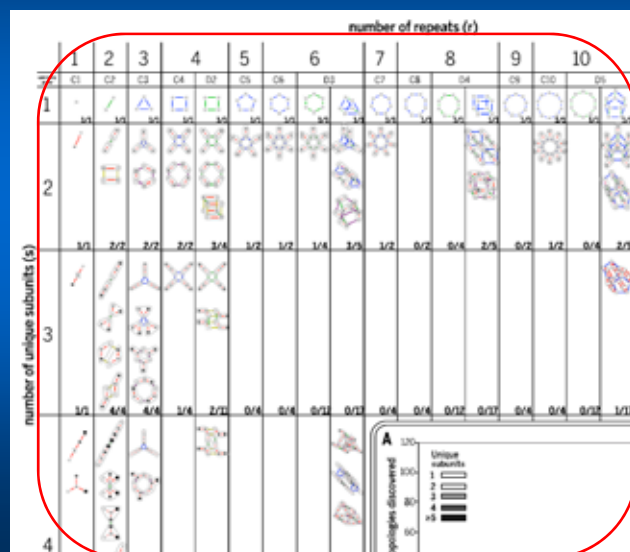 number of repeats (r)
1 2 3 4 5 6 7 8 9 10
C1 C2 C3 C4 D2 C5 C6 D3 C7 C8 D4 C9 C10 D5
number of unique subunits (s)
1
2
1/1 2/2 2/2 2/2 3/4 1/2 1/2 1/4 3/5 1/2 0/2 0/4 2/5 0/2 1/2 0/4
3
1/1 4/4 4/4 1/4 2/12 0/4 0/4 0/12 0/17 0/4 0/4 0/12 0/17 0/4 0/4 0/12
4
A
topologies discovered
120
100
80
60
Unique
subunits
1
2
3
4
>5